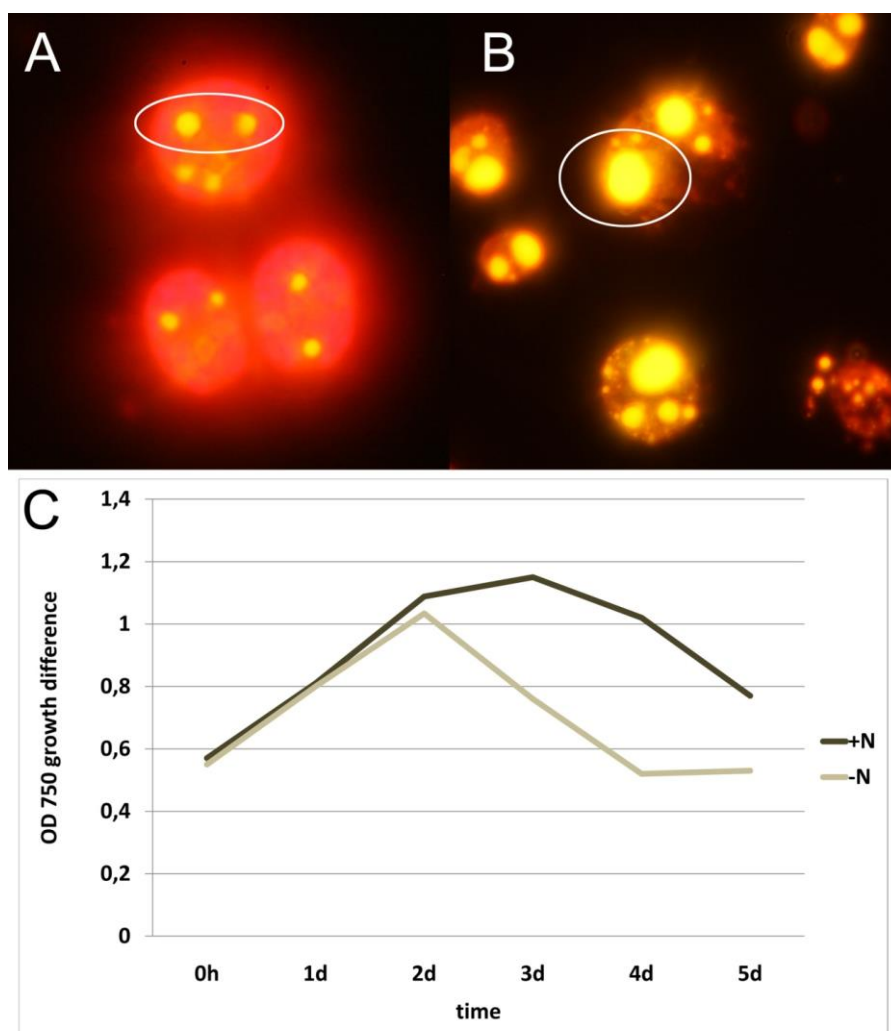 A
B
C
OD 750 growth difference
1,4
1,2
1
0,8
0,6
0,4
0,2
0
0h 1d 2d 3d 4d 5d
time
+N
-N